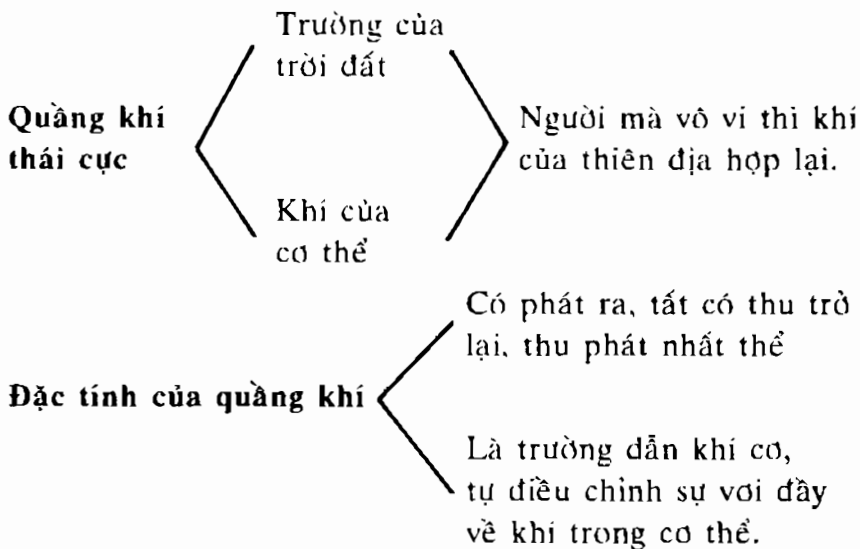 Trường của
trời đất
Quầng khí
thái cực
Người mà vô vi thì khí
của thiên địa hợp lại.
Khí của
cơ thể
Có phát ra, tất có thu trở
lại, thu phát nhất thể
Đặc tính của quầng khí
Là trường dẫn khí cơ,
tự điều chỉnh sự vơi đầy
về khí trong cơ thể.